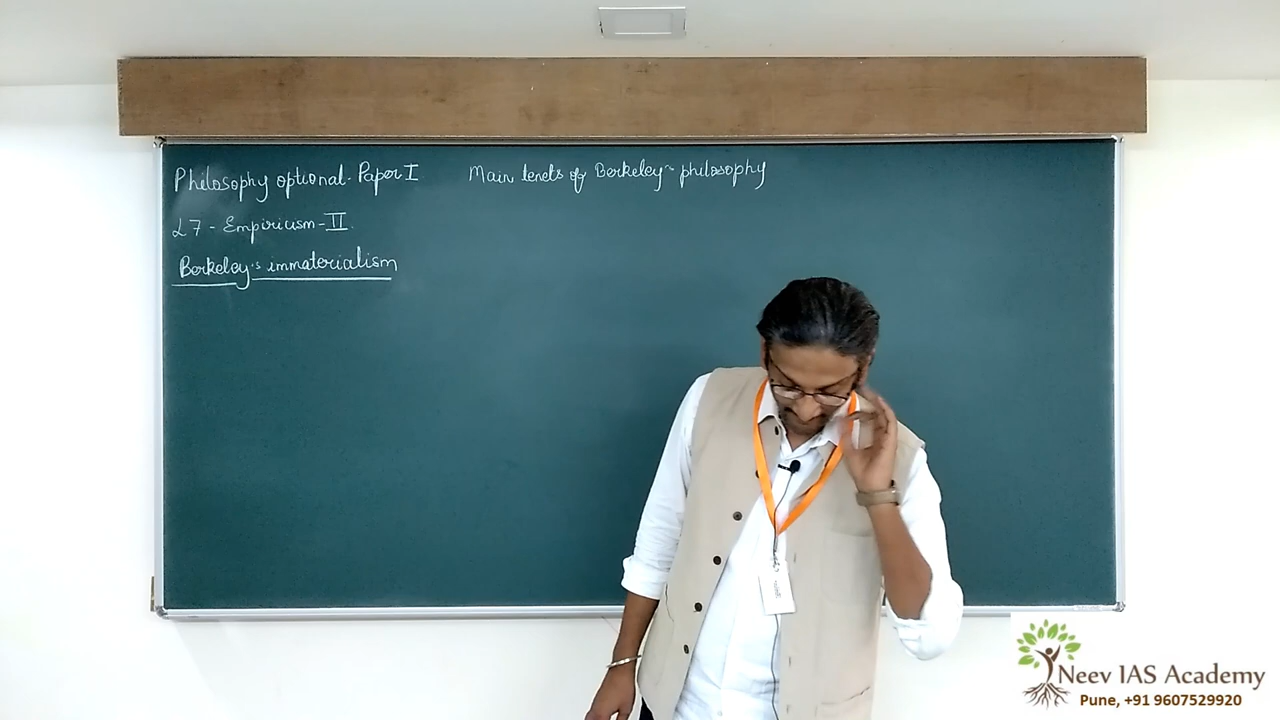 Philosophy optional - Paper I
L7 - Empiricism - II
Berkeley's immaterialism
Main tenets of Berkeley's philosophy
Neev IAS Academy
Pune, +91 9607529920